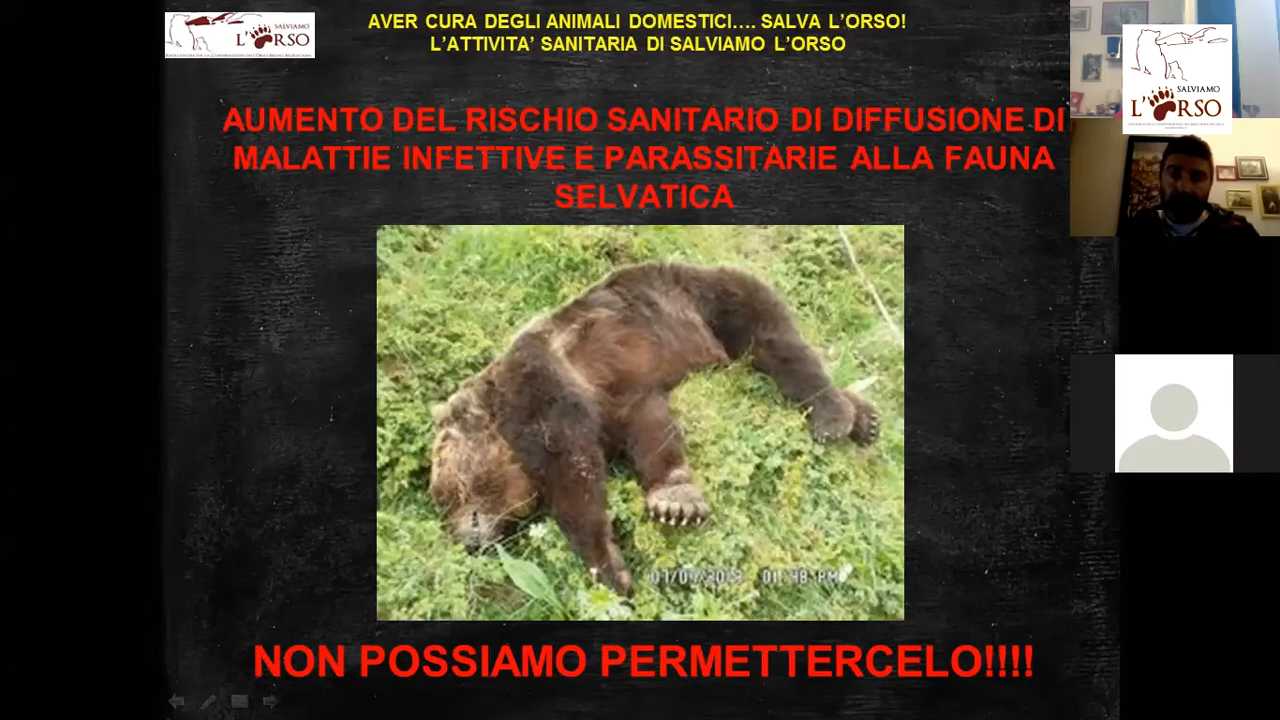 AVER CURA DEGLI ANIMALI DOMESTICI.... SALVA L'ORSO!
L'ATTIVITA' SANITARIA DI SALVIAMO L'ORSO
SALVIAMO
L'ORSO
AUMENTO DEL RISCHIO SANITARIO DI DIFFUSIONE DI
MALATTIE INFETTIVE E PARASSITARIE ALLA FAUNA
SELVATICA
NON POSSIAMO PERMETTERCELO!!!!
SALVIAMO
L'ORSO